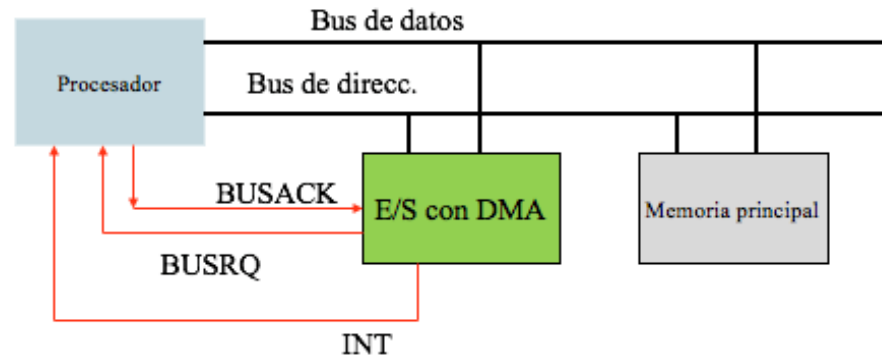 Bus de datos
Procesador
Bus de direcc.
BUSACK
E/S con DMA
Memoria principal
BUSRQ
INT